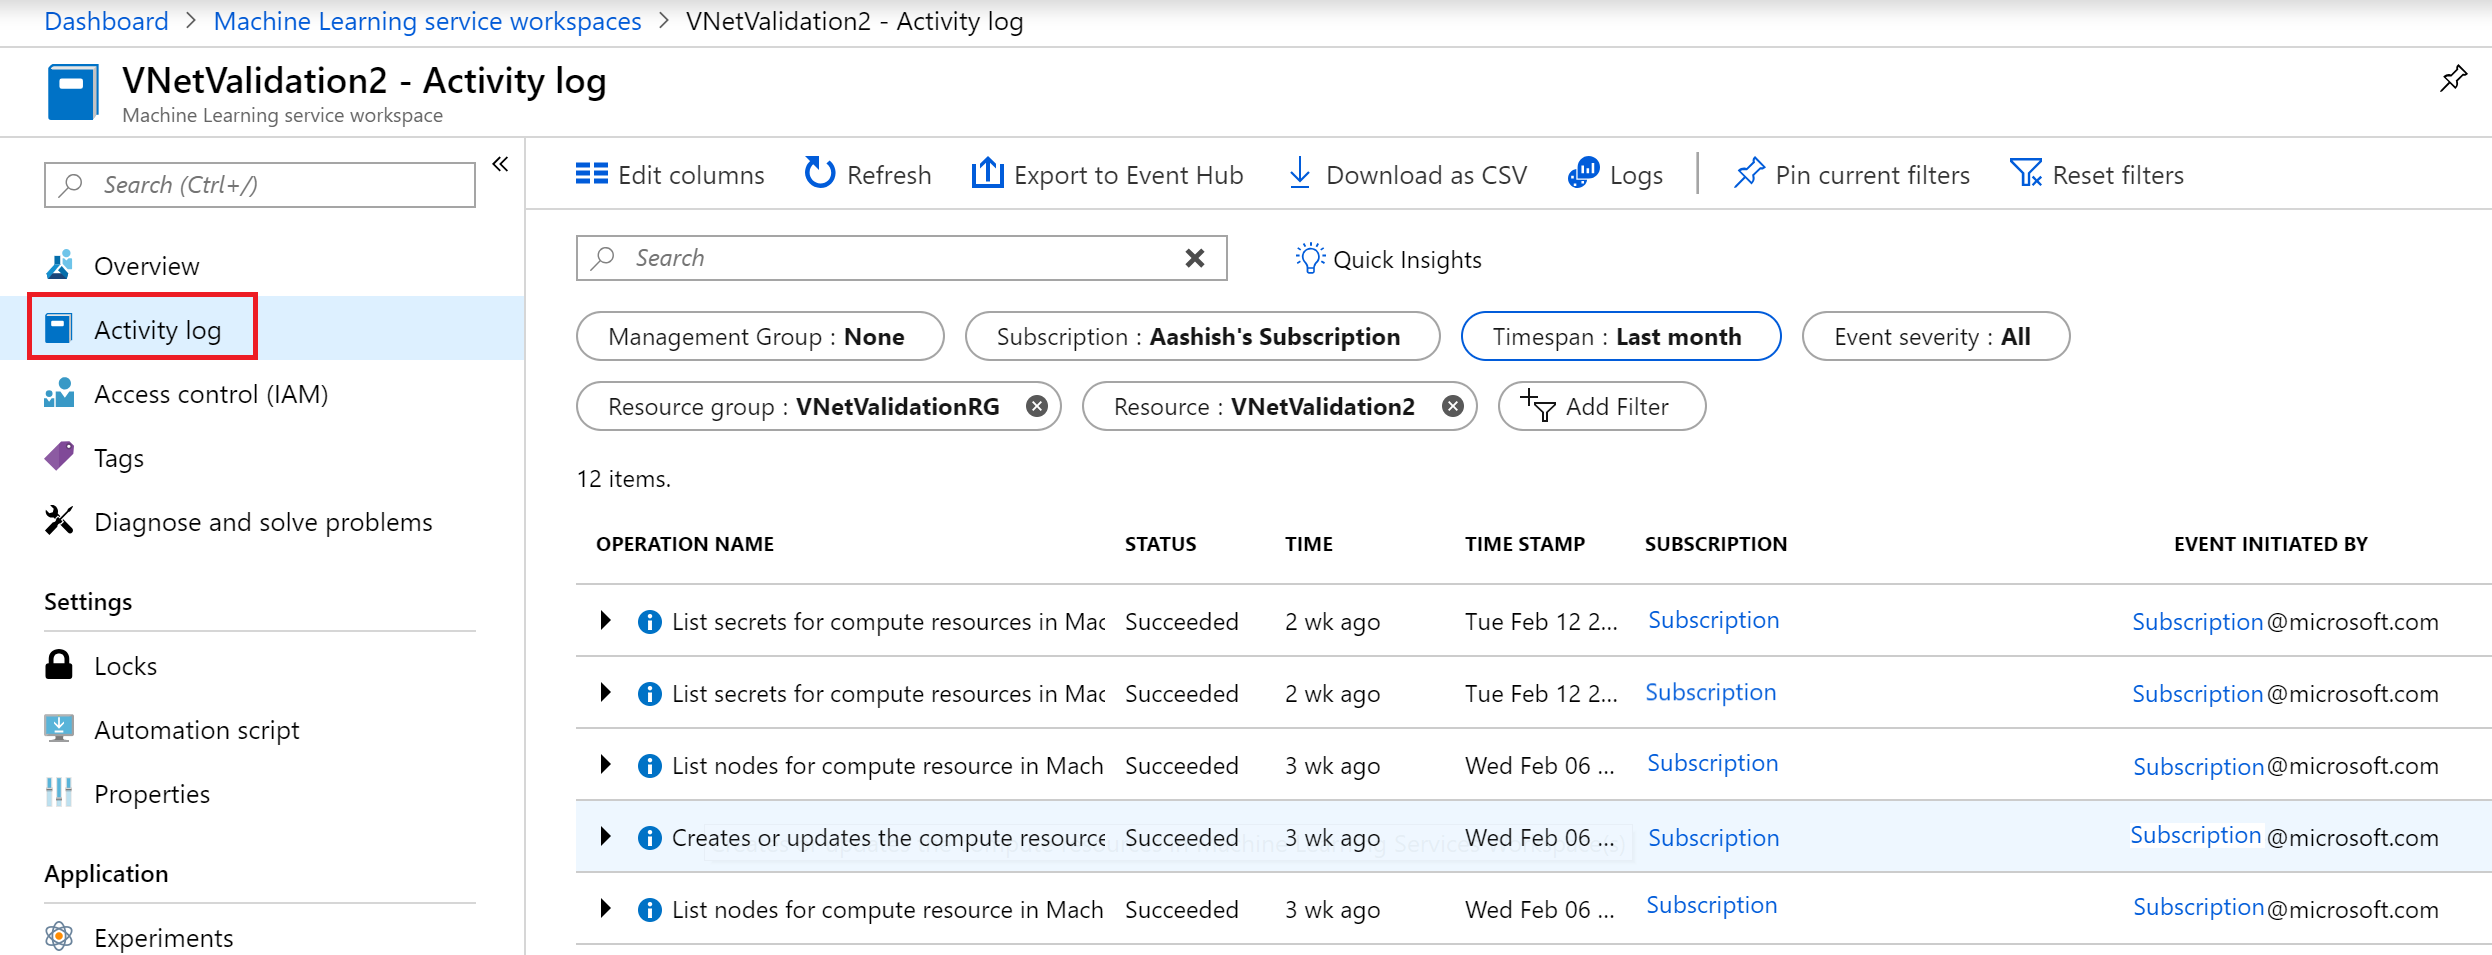 Dashboard > Machine Learning service workspaces > VNetValidation2 - Activity log
VNetValidation2 - Activity log
Machine Learning service workspace
Search (Ctrl+/)
«
Overview
Activity log
Access control (IAM)
Tags
Diagnose and solve problems
Settings
Locks
Automation script
Properties
Application
Experiments
Edit columns Refresh Export to Event Hub Download as CSV Logs Pin current filters Reset filters
Search Quick Insights
Management Group : None Subscription : Aashish's Subscription Timespan : Last month Event severity : All
Resource group : VNetValidationRG Resource : VNetValidation2 Add Filter
12 items.
OPERATION NAME STATUS TIME TIME STAMP SUBSCRIPTION EVENT INITIATED BY
List secrets for compute resources in Mac Succeeded 2 wk ago Tue Feb 12 2... Subscription Subscription@microsoft.com
List secrets for compute resources in Mac Succeeded 2 wk ago Tue Feb 12 2... Subscription Subscription@microsoft.com
List nodes for compute resource in Mach Succeeded 3 wk ago Wed Feb 06 ... Subscription Subscription@microsoft.com
Creates or updates the compute resource Succeeded 3 wk ago Wed Feb 06 ... Subscription Subscription@microsoft.com
List nodes for compute resource in Mach Succeeded 3 wk ago Wed Feb 06 ... Subscription Subscription@microsoft.com